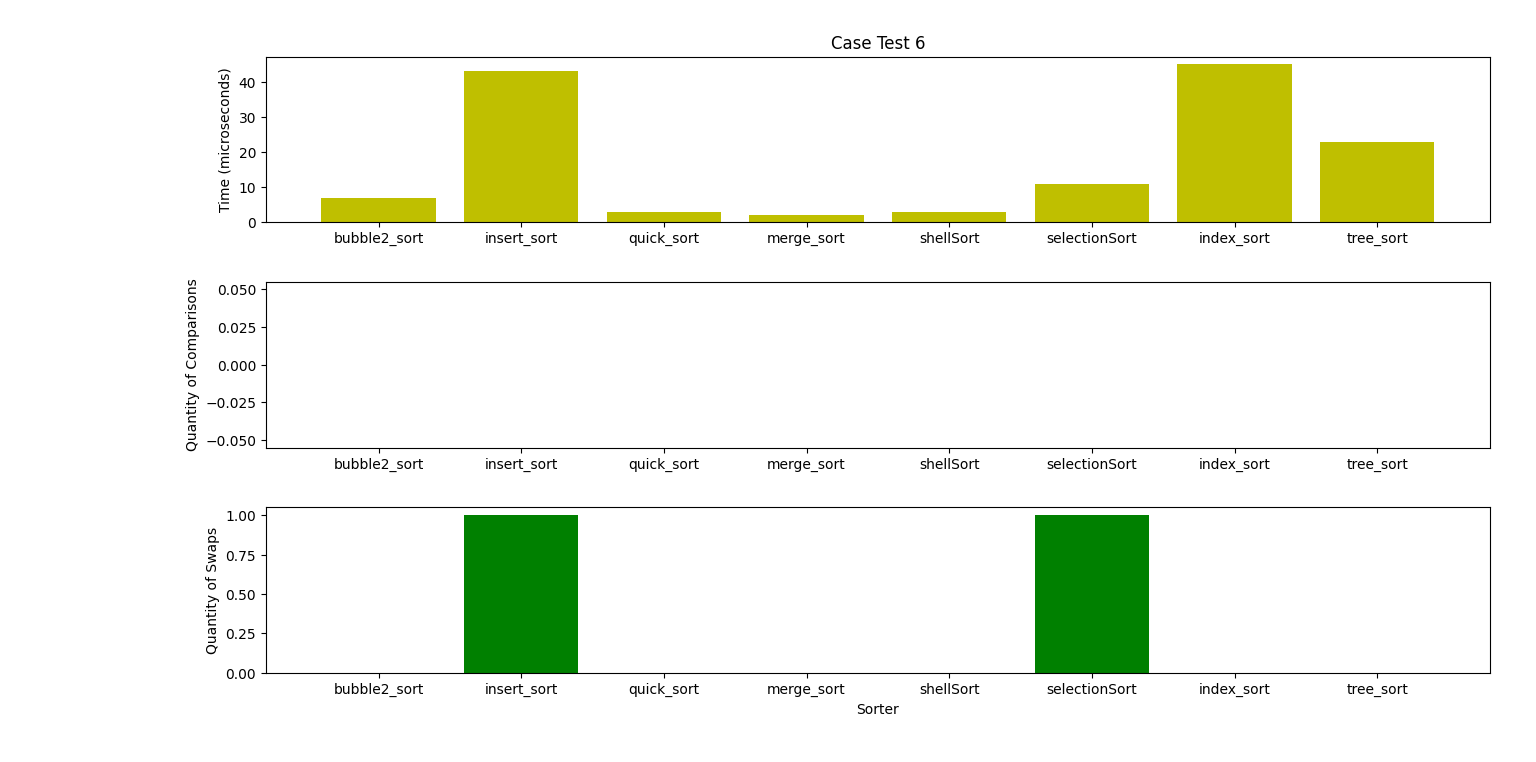 Case Test 6
Time (microseconds)
40
30
20
10
0
bubble2_sort insert_sort quick_sort merge_sort shellSort selectionSort index_sort tree_sort
Quantity of Comparisons
0.050
0.025
0.000
−0.025
−0.050
bubble2_sort insert_sort quick_sort merge_sort shellSort selectionSort index_sort tree_sort
Quantity of Swaps
1.00
0.75
0.50
0.25
0.00
bubble2_sort insert_sort quick_sort merge_sort shellSort selectionSort index_sort tree_sort
Sorter